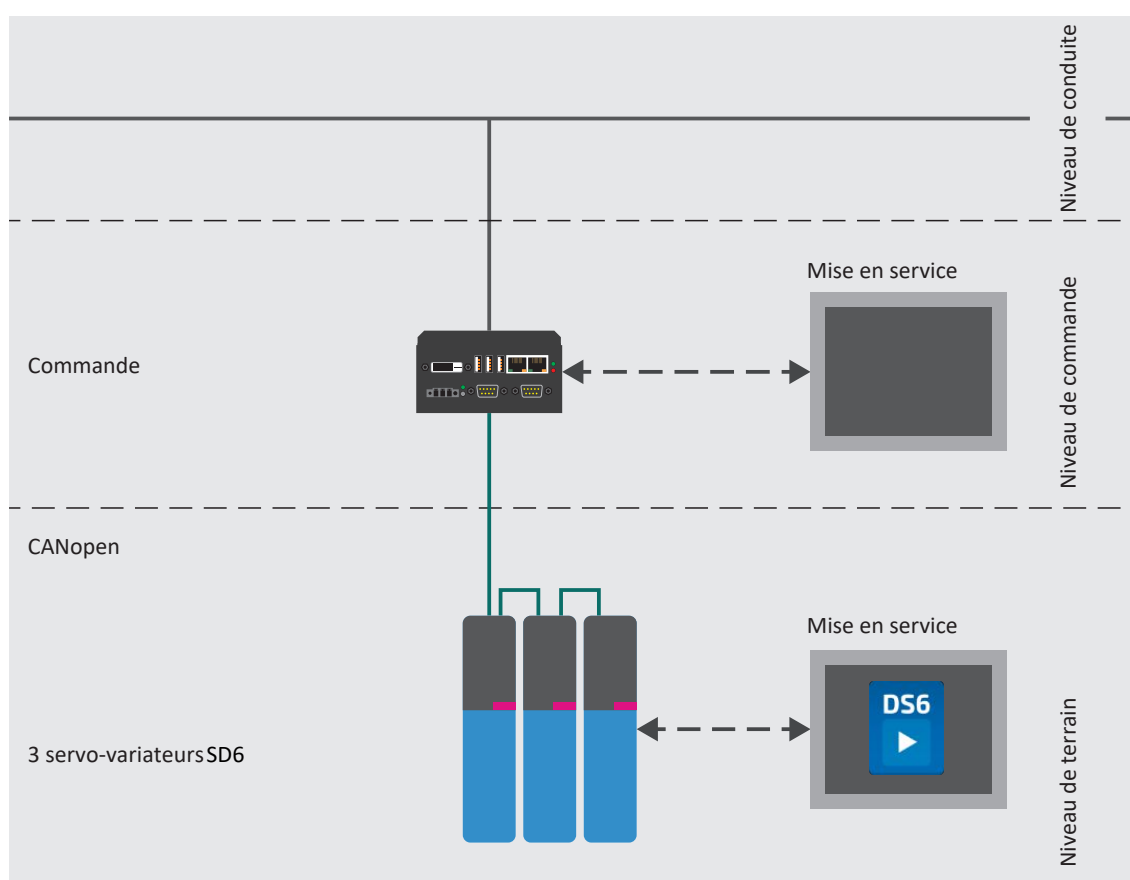 Niveau de conduite
Mise en service
Commande
Niveau de commande
CANopen
Mise en service
DS6
3 servo-variateurs SD6
Niveau de terrain